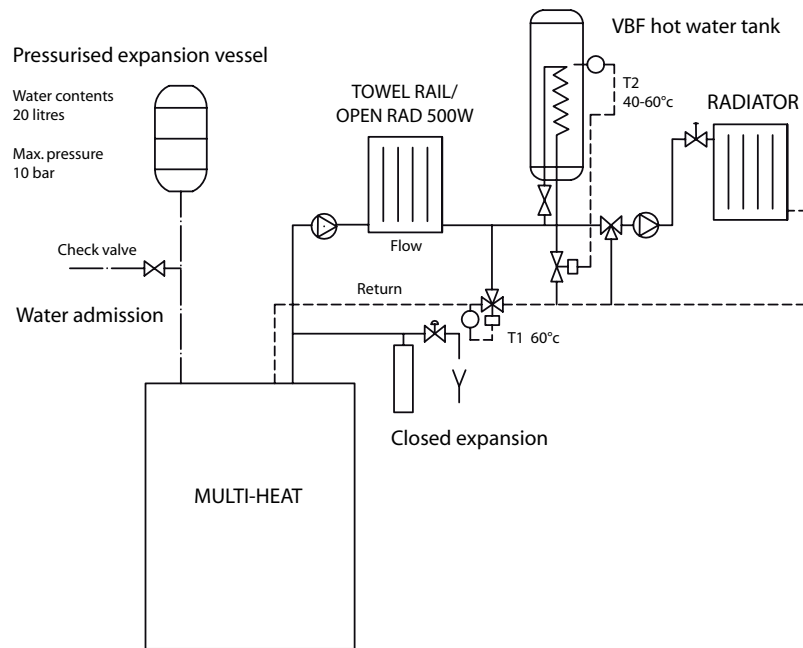 Pressurised expansion vessel
Water contents
20 litres
Max. pressure
10 bar
Check valve
Water admission
TOWEL RAIL/
OPEN RAD 500W
Flow
VBF hot water tank
T2
40-60°c
RADIATOR
Return
T1 60°c
Closed expansion
MULTI-HEAT